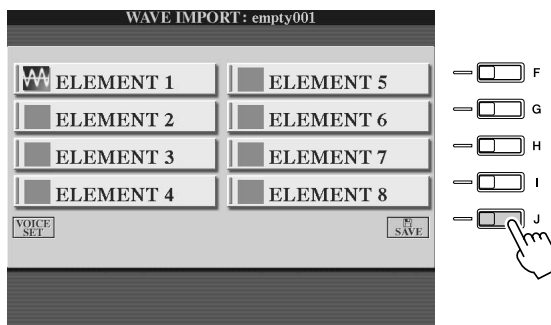 WAVE IMPORT: empty001
ELEMENT 1
ELEMENT 2
ELEMENT 3
ELEMENT 4
ELEMENT 5
ELEMENT 6
ELEMENT 7
ELEMENT 8
VOICE
SET
SAVE
F
G
H
I
J